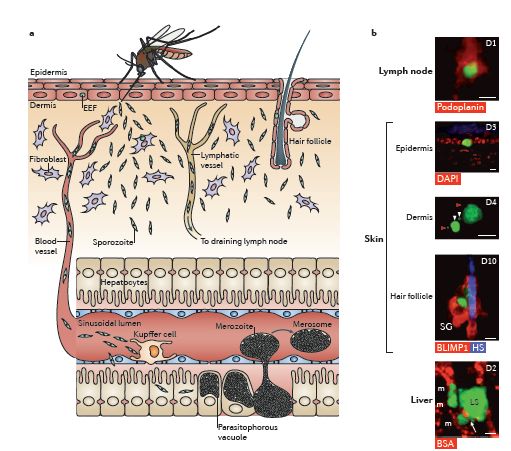 a
Epidermis
Dermis
EEF
Fibroblast
Lymphatic
vessel
Hair follicle
Blood
vessel
Sporozoite
To draining lymph node
Hepatocytes
Sinusoidal lumen
Kupffer cell
Merozoite
Merosome
Parasitophorous
vacuole
b
Lymph node
D1
Podoplanin
Skin
Epidermis
D3
DAPI
Dermis
D4
Hair follicle
D10
SG
BLIMP1 HS
Liver
D2
m
m
m
LS
BSA